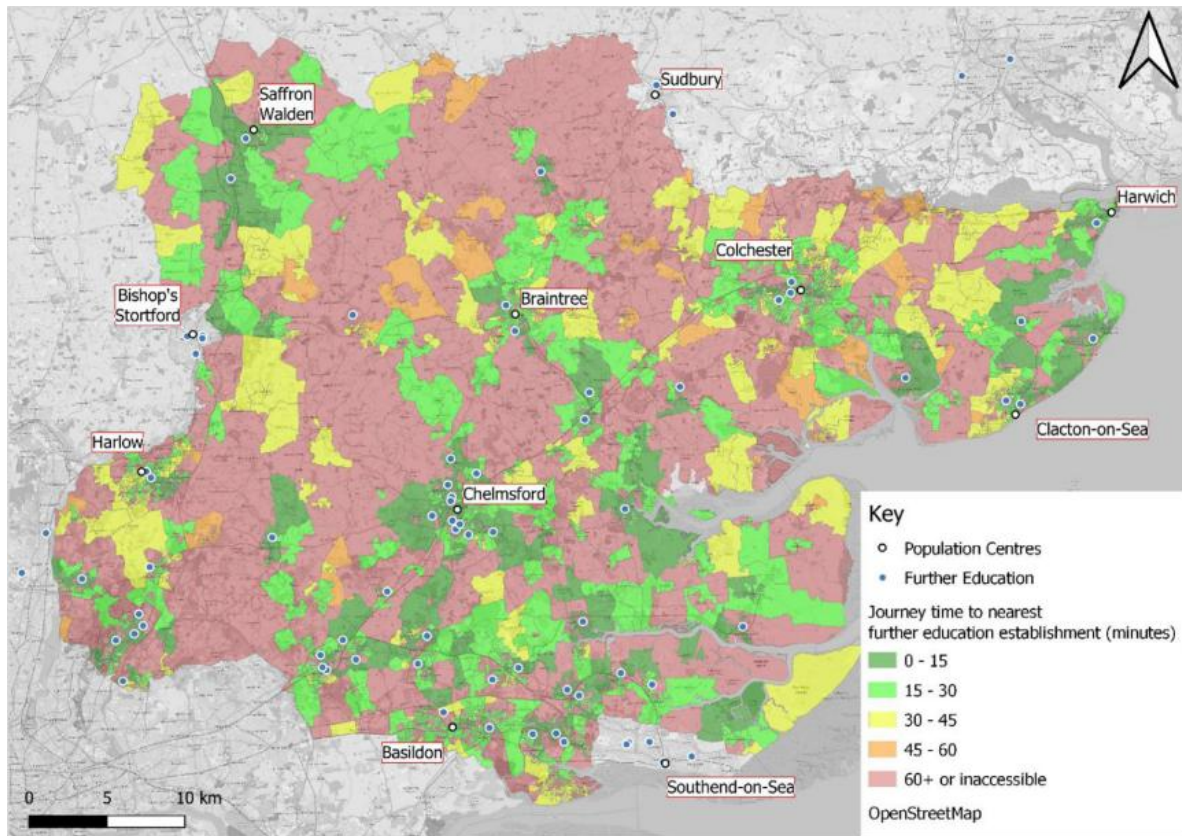 Sudbury
Saffron
Walden
Harwich
Colchester
Bishop's
Stortford
Braintree
Clacton-on-Sea
Harlow
Chelmsford
Basildon
Southend-on-Sea
0 5 10 km
Key
Population Centres
Further Education
Journey time to nearest
further education establishment (minutes)
0 - 15
15 - 30
30 - 45
45 - 60
60+ or inaccessible
OpenStreetMap